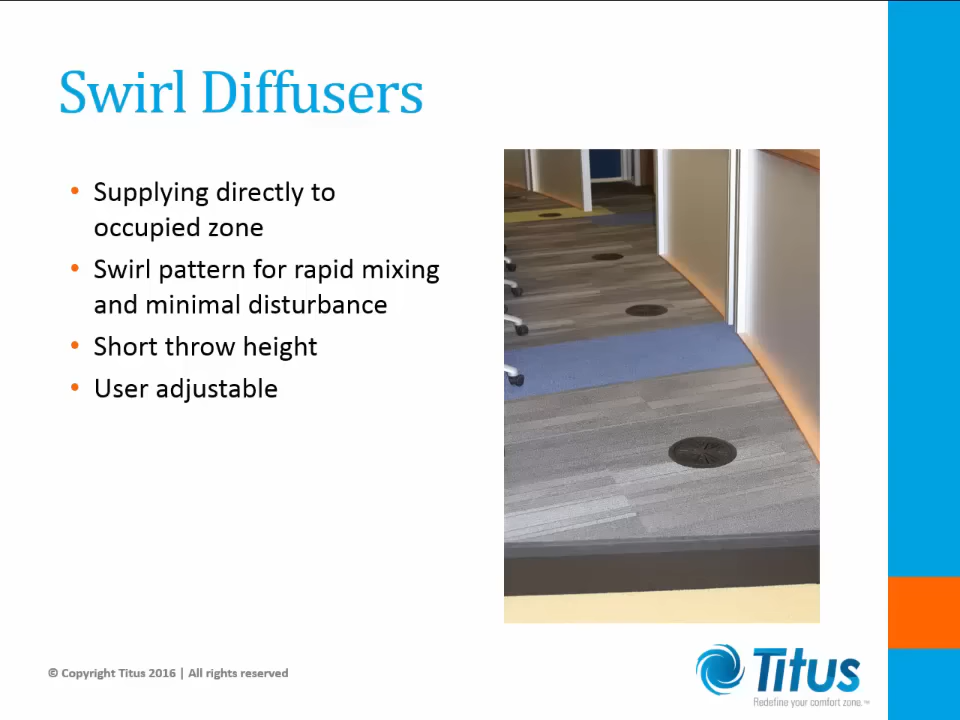 Swirl Diffusers
• Supplying directly to
occupied zone
• Swirl pattern for rapid mixing
and minimal disturbance
• Short throw height
• User adjustable
© Copyright Titus 2016 | All rights reserved
Titus
Redefine your comfort zone.™